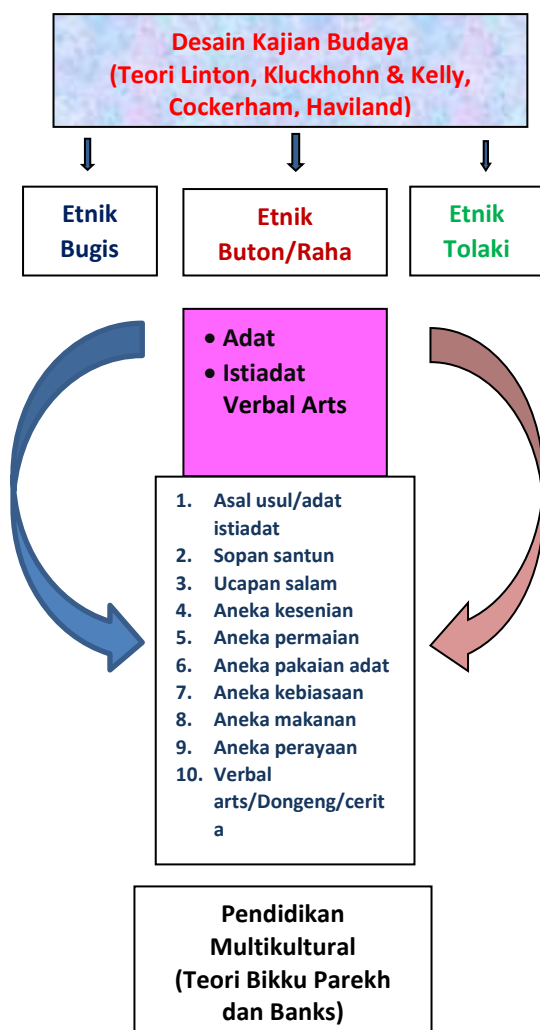 Desain Kajian Budaya
(Teori Linton, Kluckhohn & Kelly,
Cockerham, Haviland)
Etnik
Bugis
Etnik
Buton/Raha
Etnik
Tolaki
• Adat
• Istiadat
Verbal Arts
1. Asal usul/adat
istiadat
2. Sopan santun
3. Ucapan salam
4. Aneka kesenian
5. Aneka permaian
6. Aneka pakaian adat
7. Aneka kebiasaan
8. Aneka makanan
9. Aneka perayaan
10. Verbal
arts/Dongeng/cerit
a
Pendidikan
Multikultural
(Teori Bikku Parekh
dan Banks)